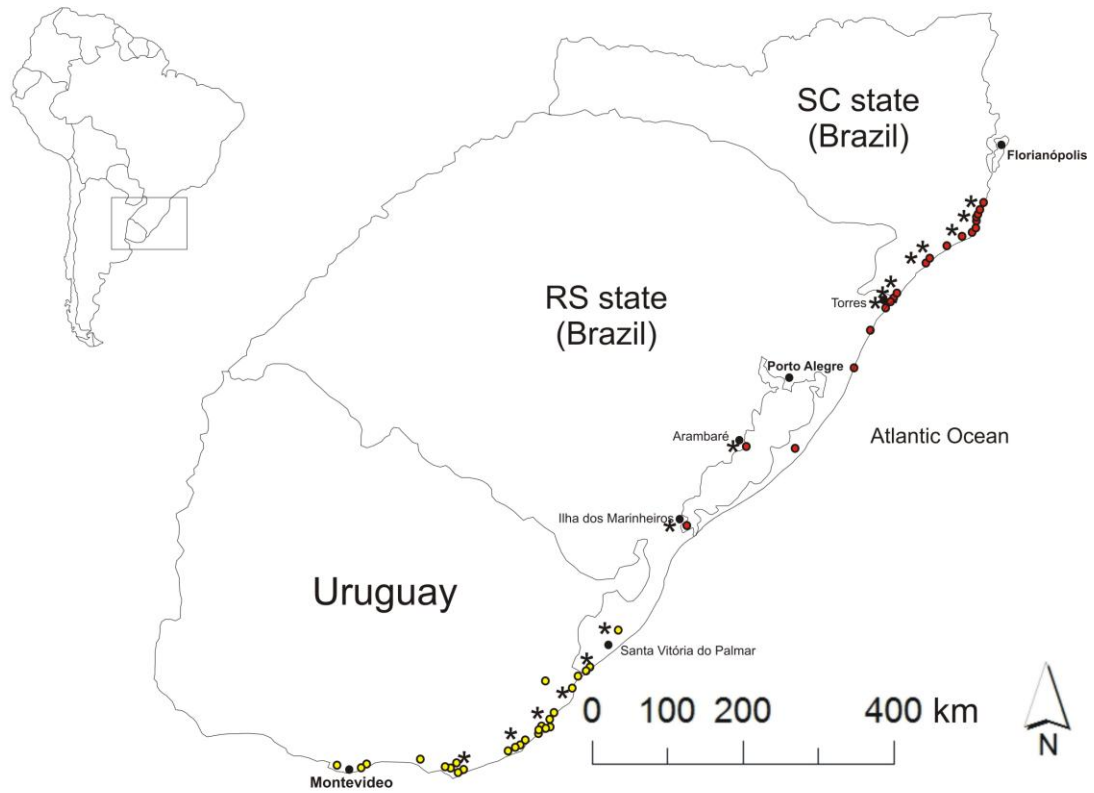 SC state
(Brazil)
Florianópolis
RS state
(Brazil)
Torres
Porto Alegre
Arambaré
Atlantic Ocean
Ilha dos Marinheiros
Uruguay
Santa Vitória do Palmar
0 100 200 400 km
N
Montevideo